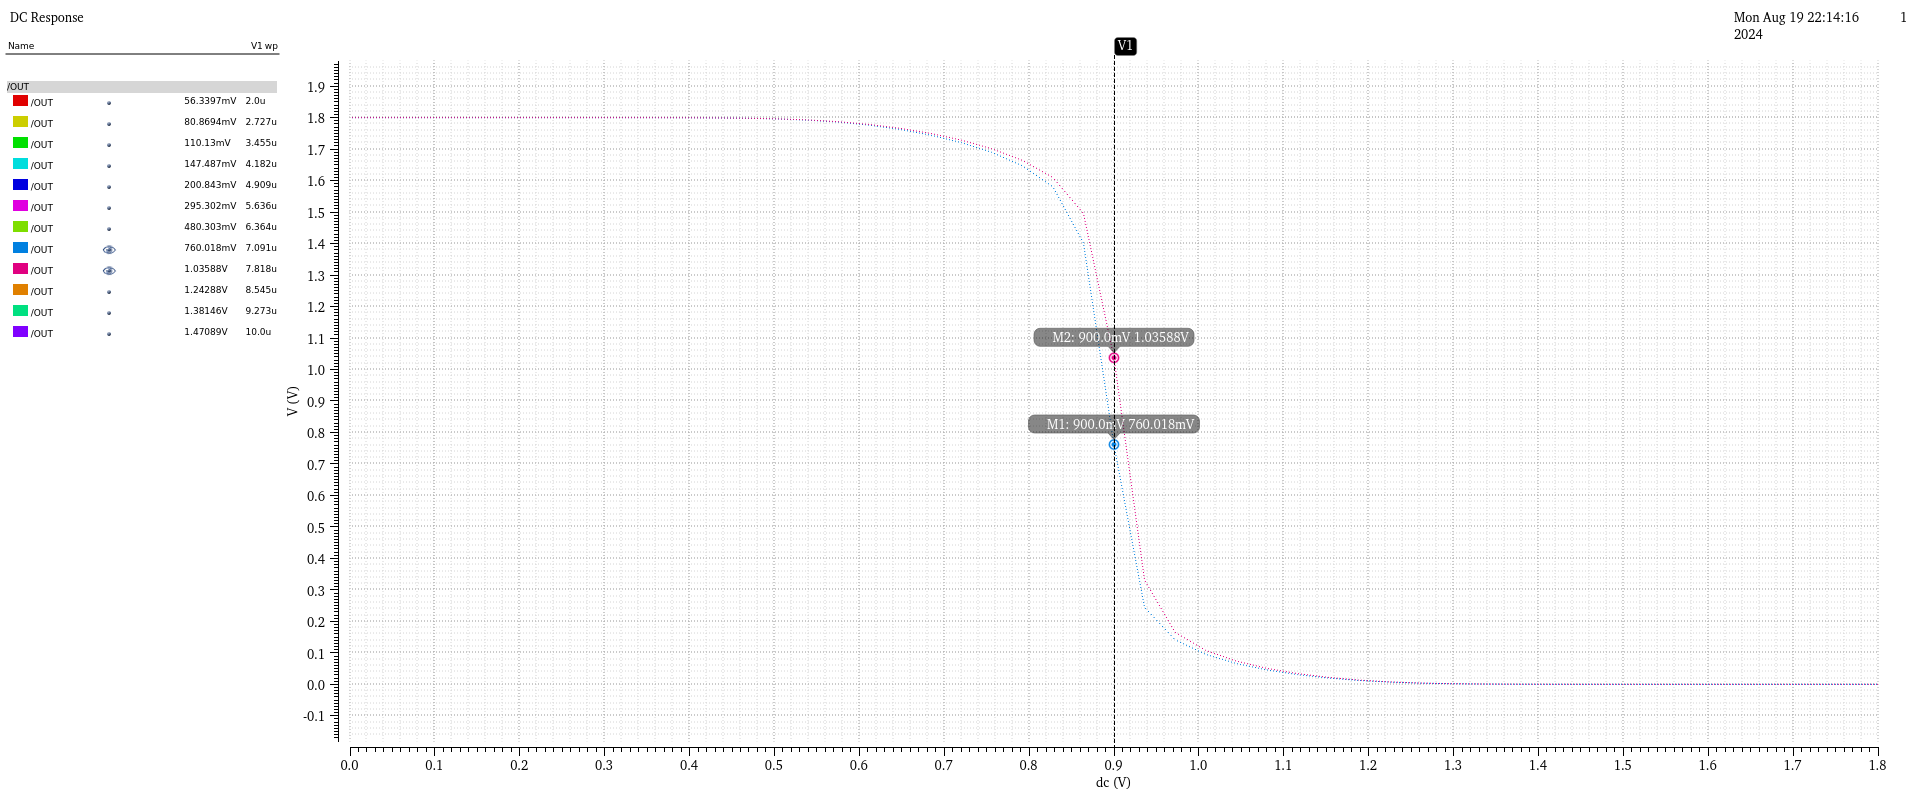 DC Response
Mon Aug 19 22:14:16 1
2024
Name V1 wp
/OUT
/OUT 56.3397mV 2.0u
/OUT 80.8694mV 2.727u
/OUT 110.13mV 3.455u
/OUT 147.487mV 4.182u
/OUT 200.843mV 4.909u
/OUT 295.302mV 5.636u
/OUT 480.303mV 6.364u
/OUT 760.018mV 7.091u
/OUT 1.03588V 7.818u
/OUT 1.24288V 8.545u
/OUT 1.38146V 9.273u
/OUT 1.47089V 10.0u
V1
1.9
1.8
1.7
1.6
1.5
1.4
1.3
1.2
1.1
1.0
0.9
0.8
0.7
0.6
0.5
0.4
0.3
0.2
0.1
0.0
-0.1
V (V)
M2: 900.0mV 1.03588V
M1: 900.0mV 760.018mV
0.0 0.1 0.2 0.3 0.4 0.5 0.6 0.7 0.8 0.9 1.0 1.1 1.2 1.3 1.4 1.5 1.6 1.7 1.8
dc (V)